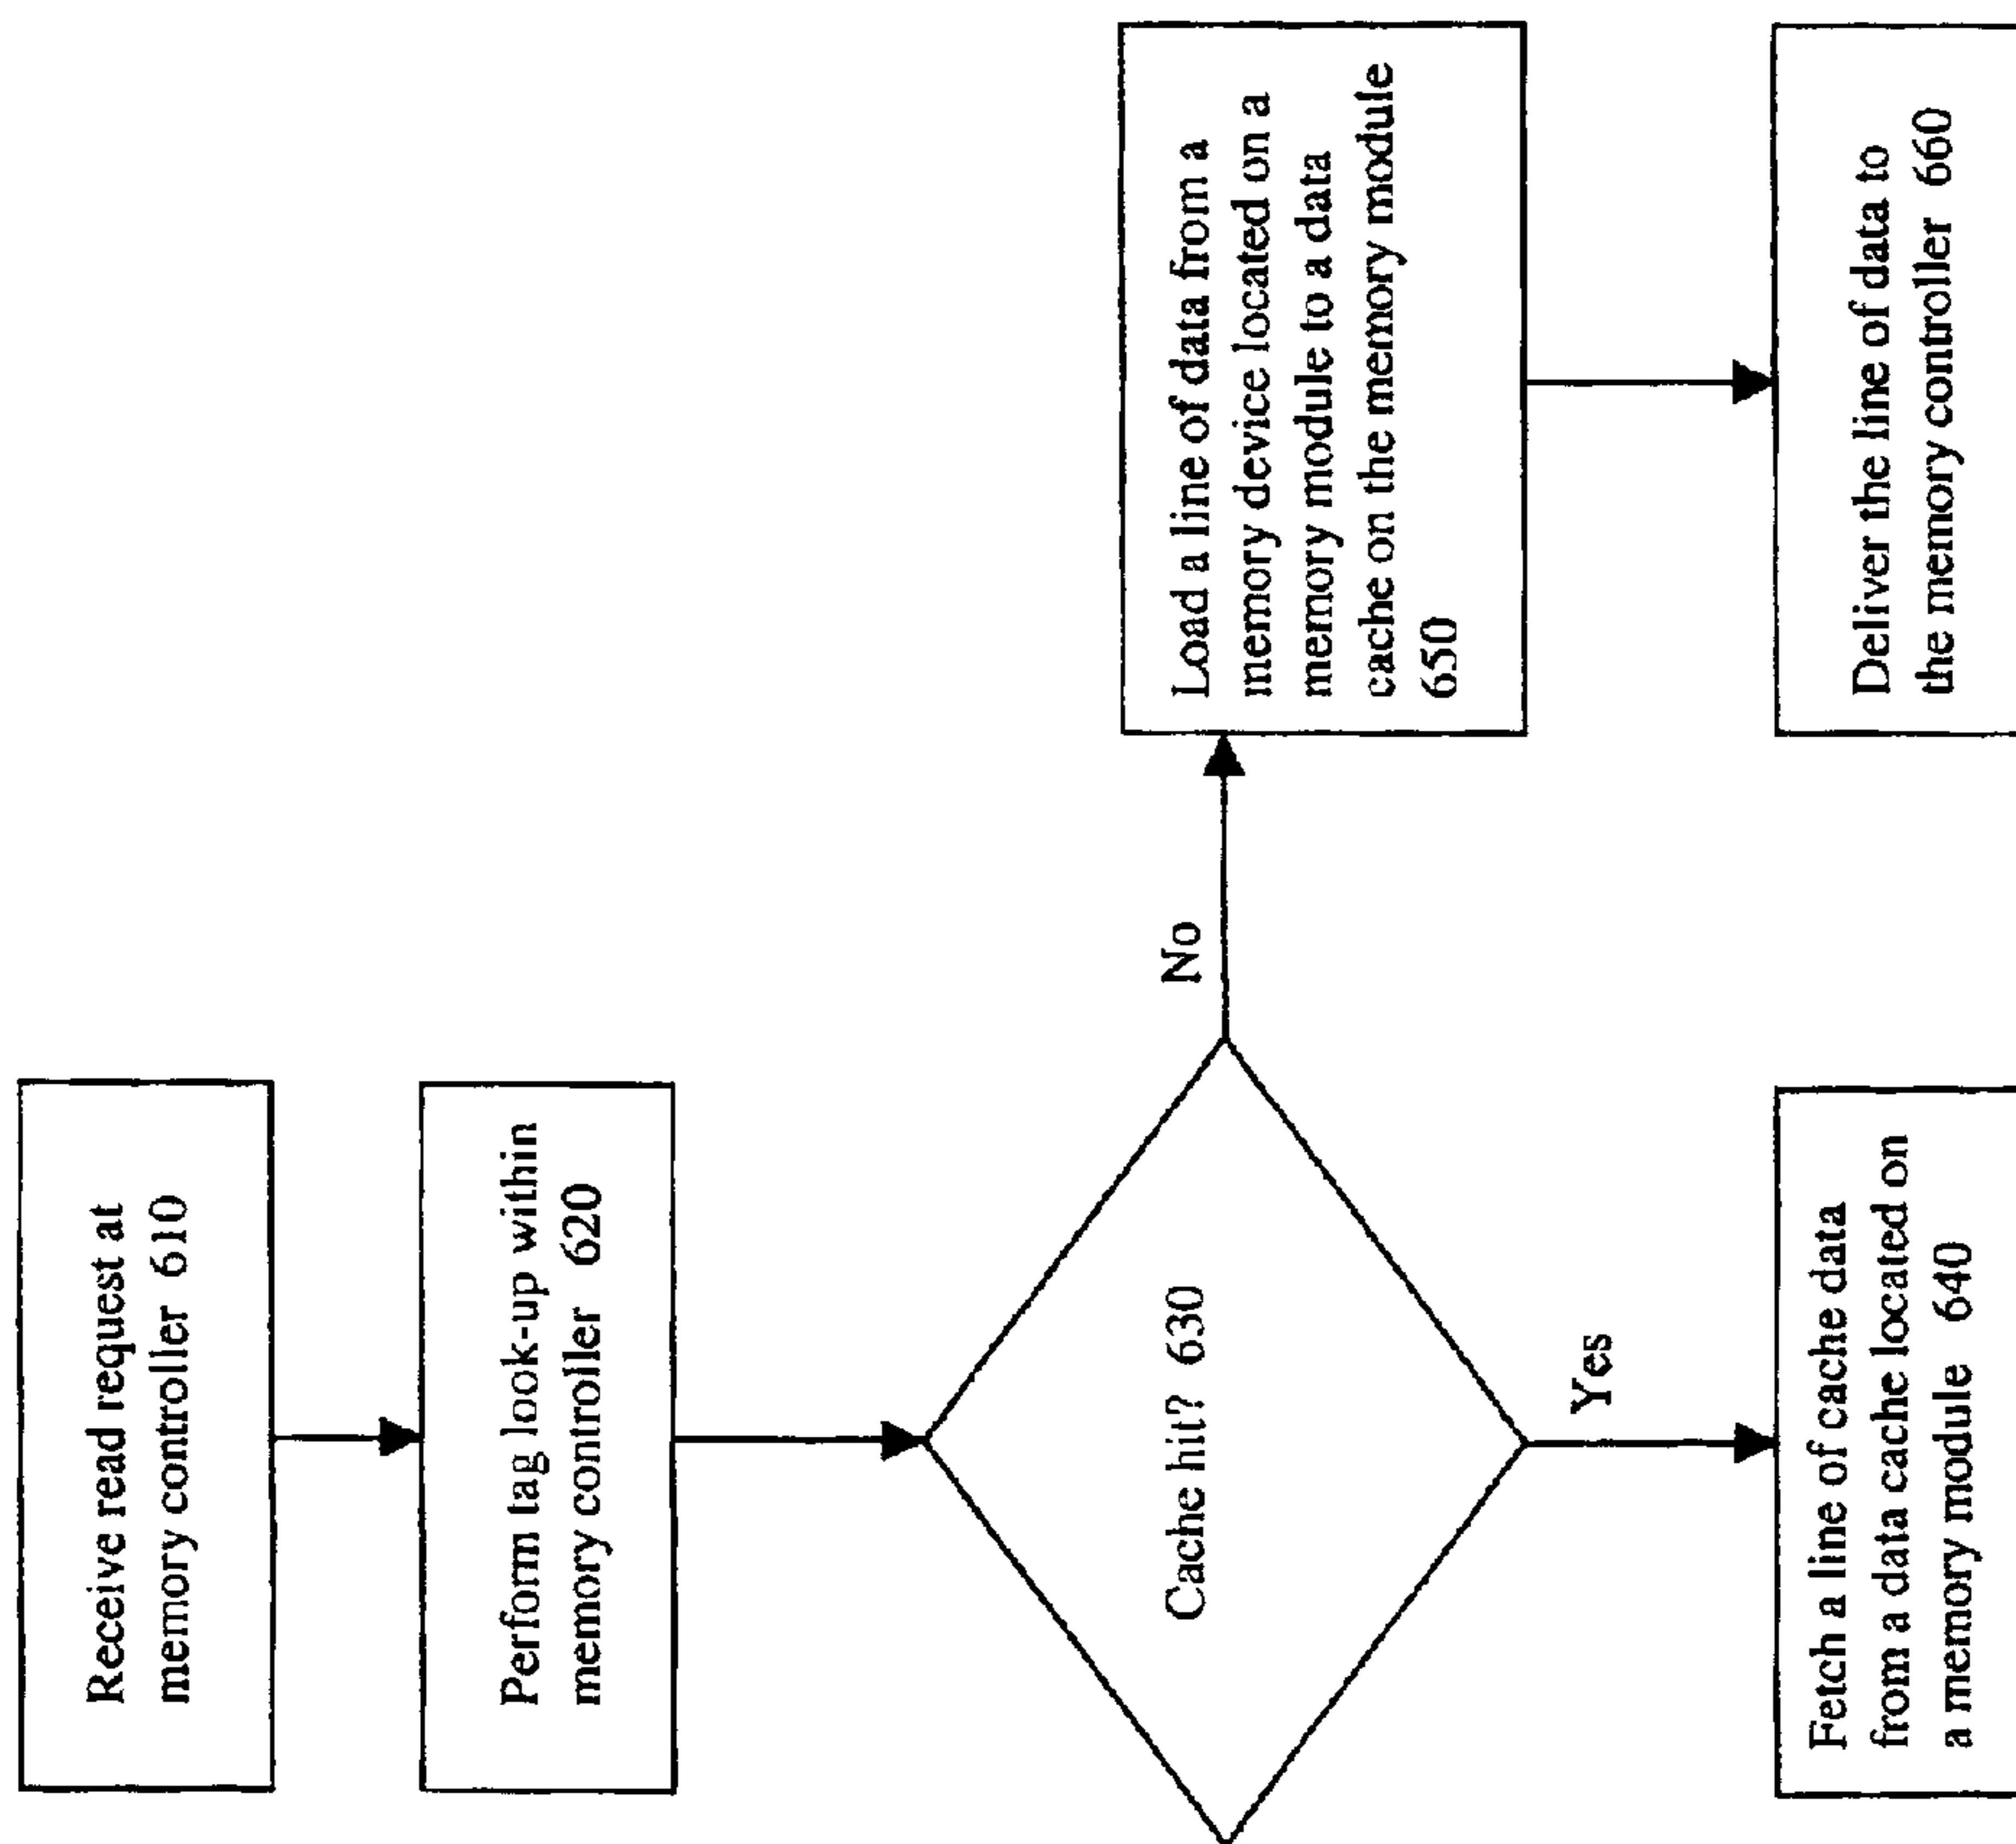 Receive read request at
memory controller 610
Perform tag look-up within
memory controller 620
Cache hit? 630
No
Load a line of data from a
memory device located on a
memory module to a data
cache on the memory module
650
Yes
Fetch a line of cache data
from a data cache located on
a memory module 640
Deliver the line of data to
the memory controller 660